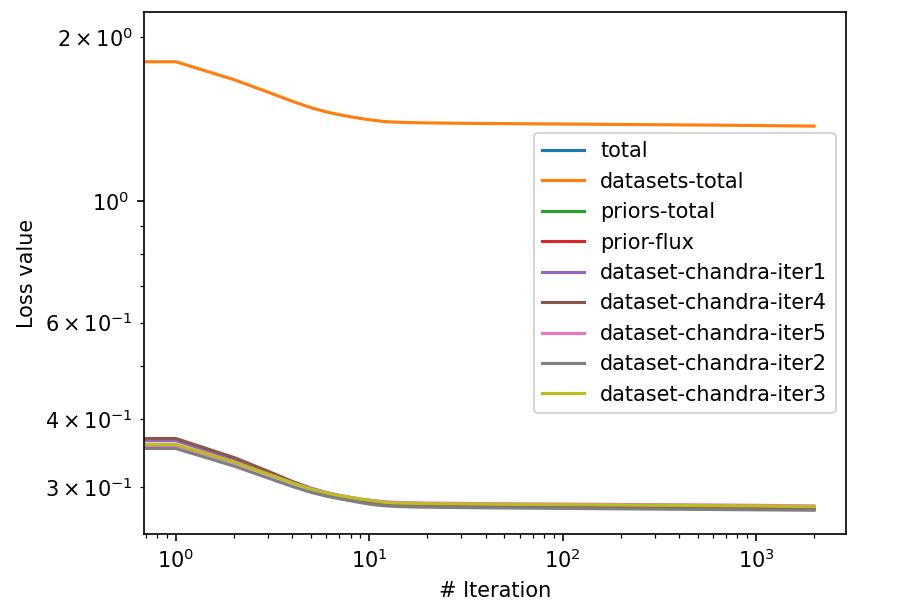 2 × 10⁰
10⁰
6 × 10⁻¹
4 × 10⁻¹
3 × 10⁻¹
Loss value
total
datasets-total
priors-total
prior-flux
dataset-chandra-iter1
dataset-chandra-iter4
dataset-chandra-iter5
dataset-chandra-iter2
dataset-chandra-iter3
10⁰ 10¹ 10² 10³
# Iteration